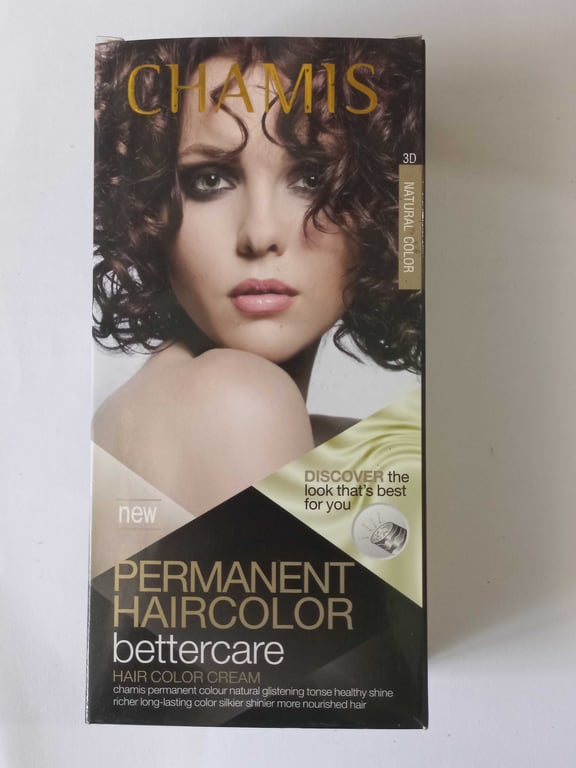 CHAMIS
3D
NATURAL COLOR
DISCOVER the
look that's best
for you
new
PERMANENT
HAIRCOLOR
bettercare
HAIR COLOR CREAM
chamis permanent colour natural glistening tonse healthy shine
richer long-lasting color silkier shinier more nourished hair